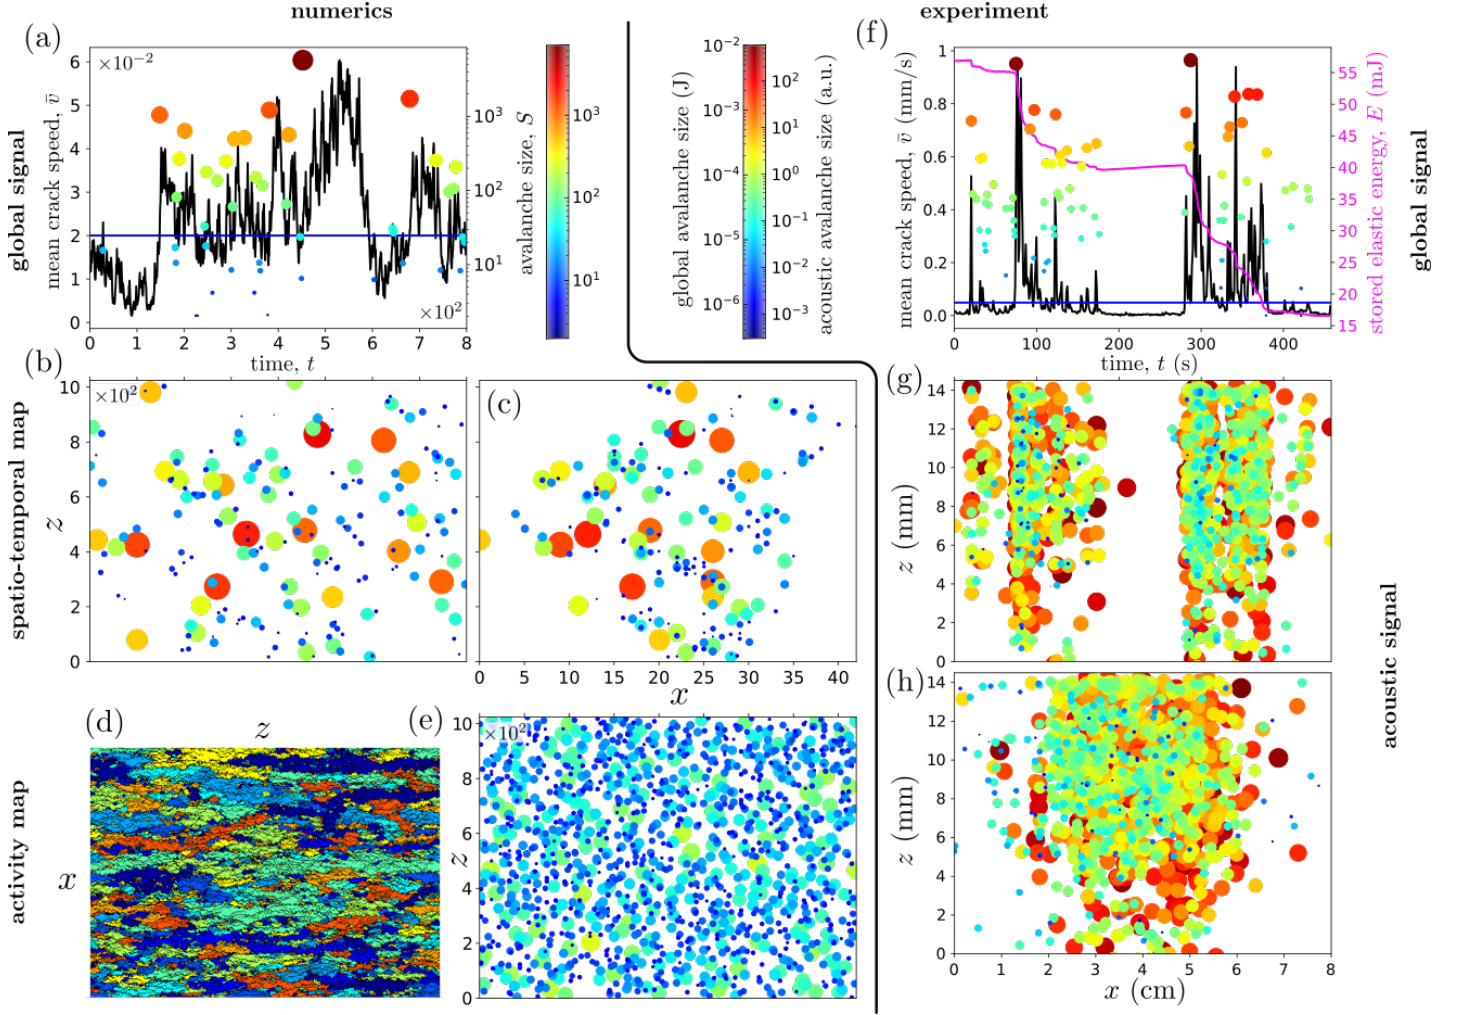 numerics
experiment
(a)
×10⁻²
6
5
4
3
2
1
0
mean crack speed, v̄
global signal
10³
10²
10¹
×10²
0 1 2 3 4 5 6 7 8
time, t
avalanche size, S
10³
10²
10¹
global avalanche size (J)
10⁻²
10⁻³
10⁻⁴
10⁻⁵
10⁻⁶
10²
10¹
10⁰
10⁻¹
10⁻²
10⁻³
acoustic avalanche size (a.u.)
(f)
1
0.8
0.6
0.4
0.2
0.0
mean crack speed, v̄ (mm/s)
55
50
45
40
35
30
25
20
15
stored elastic energy, E (mJ)
global signal
0 100 200 300 400
time, t (s)
(b)
×10²
10
8
6
4
2
0
z
spatio-temporal map
(c)
0 5 10 15 20 25 30 35 40
x
(g)
14
12
10
8
6
4
2
0
z (mm)
acoustic signal
(d)
z
x
activity map
(e)
×10²
10
8
6
4
2
0
z
(h)
14
12
10
8
6
4
2
0
z (mm)
0 1 2 3 4 5 6 7 8
x (cm)